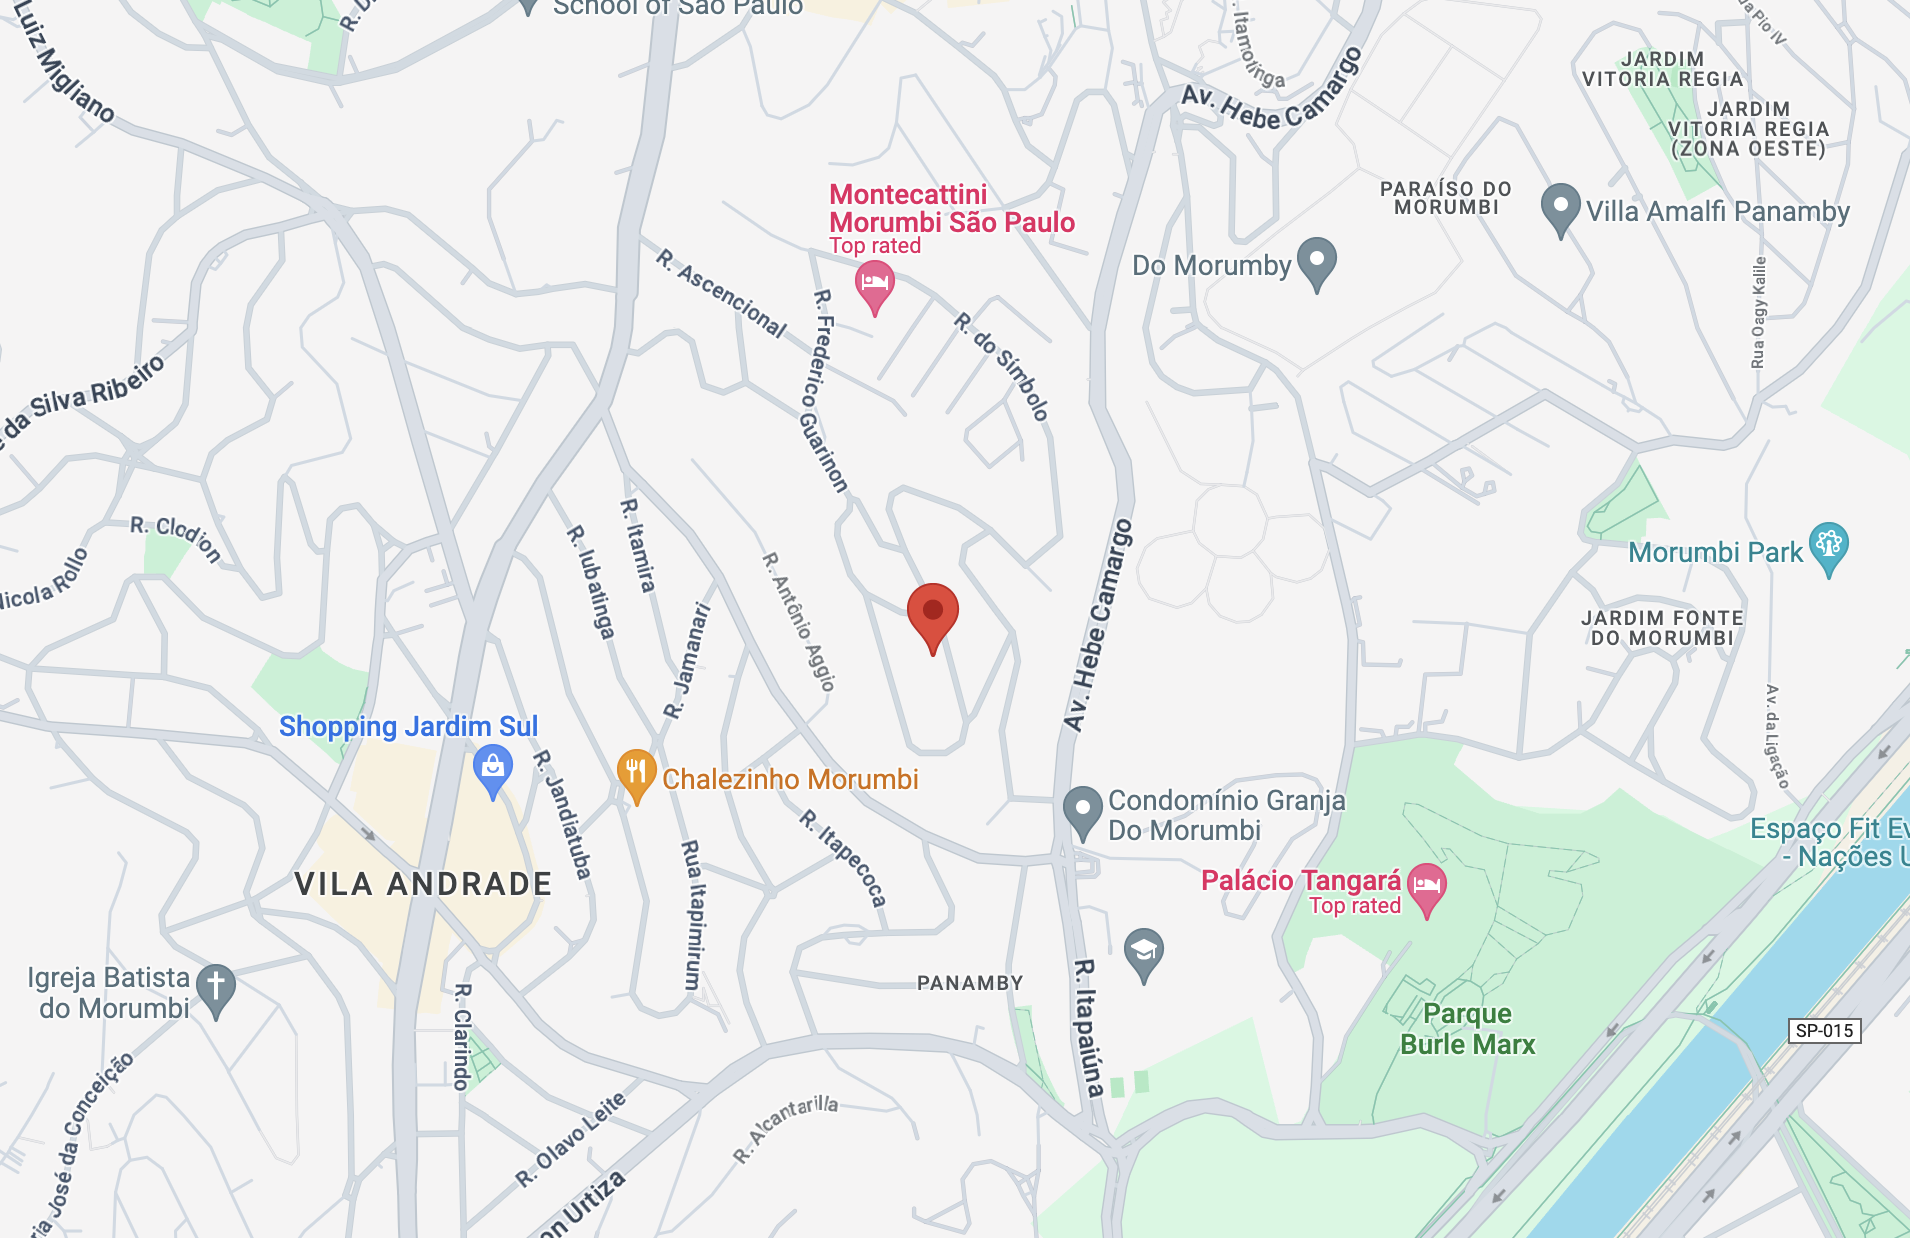 School of São Paulo
Luiz Migliano
R. Itamotinga
Av. Hebe Camargo
Pio IV
JARDIM
VITORIA REGIA
JARDIM
VITORIA REGIA
(ZONA OESTE)
Montecattini
Morumbi São Paulo
Top rated
PARAÍSO DO
MORUMBI
Villa Amalfi Panamby
Do Morumby
R. Ascencional
R. Frederico Guarinon
R. do Símbolo
Rua Oagy Kalile
da Silva Ribeiro
R. Clodion
Nicola Rollo
R. Iubatinga
R. Itamira
R. Jamanari
R. Antônio Aggio
Av. Hebe Camargo
Morumbi Park
JARDIM FONTE
DO MORUMBI
Av. da Ligação
Shopping Jardim Sul
R. Jandiatuba
Chalezinho Morumbi
Condomínio Granja
Do Morumbi
R. Itapecoca
Rua Itapimirum
Espaço Fit Ev
- Nações U
VILA ANDRADE
Palácio Tangará
Top rated
PANAMBY
Igreja Batista
do Morumbi
R. Clarindo
R. Itapaiúna
Parque
Burle Marx
SP-015
ria José da Conceição
R. Olavo Leite
R. Alcantarilla
on Urtiza